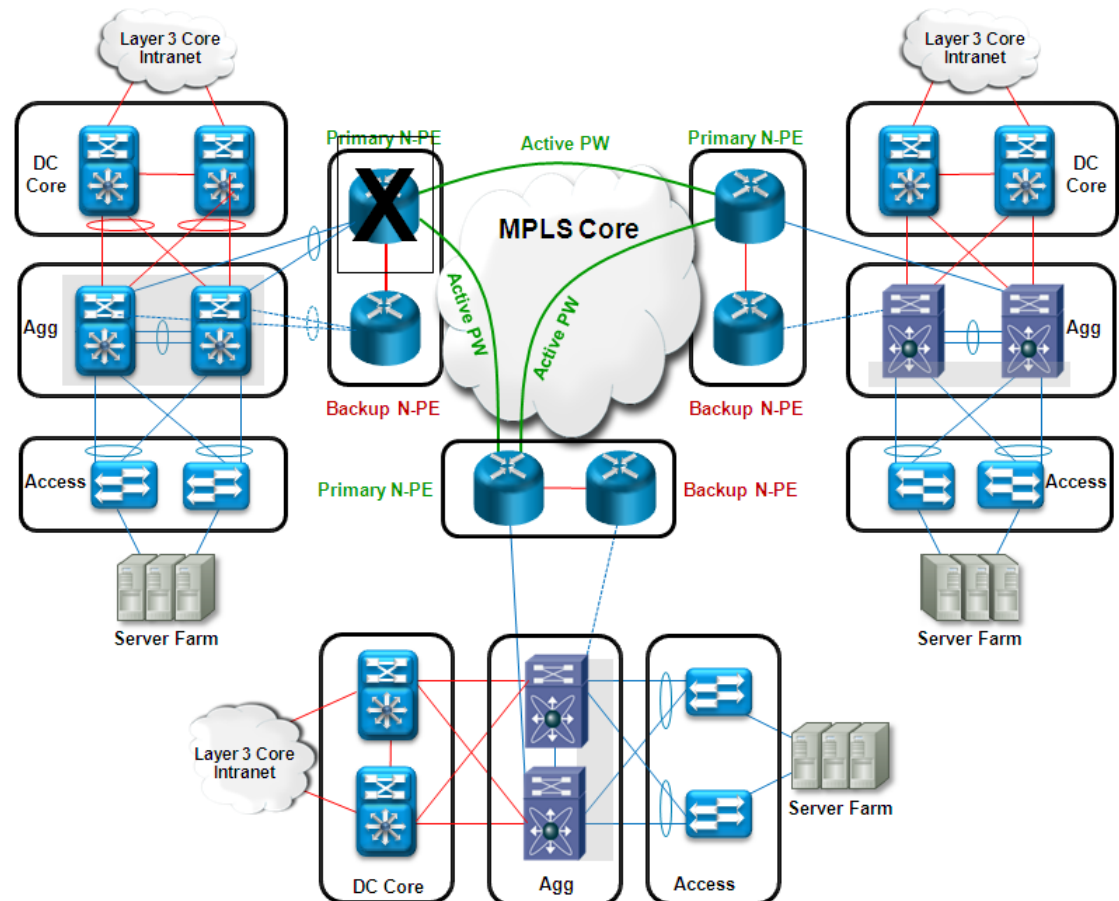 Layer 3 Core
Intranet
Layer 3 Core
Intranet
Primary N-PE
Active PW
Primary N-PE
DC
Core
DC
Core
X
MPLS Core
Agg
Active PW
Active PW
Agg
Backup N-PE
Backup N-PE
Access
Primary N-PE
Backup N-PE
Access
Server Farm
Server Farm
Layer 3 Core
Intranet
Server Farm
DC Core
Agg
Access